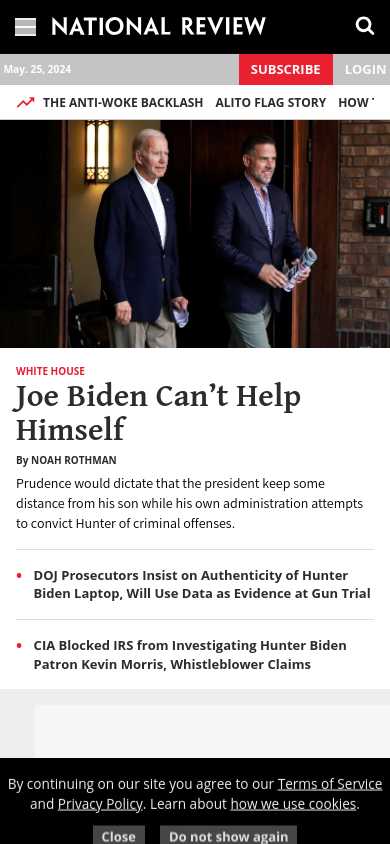 NATIONAL REVIEW
May. 25, 2024
SUBSCRIBE
LOGIN
THE ANTI-WOKE BACKLASH ALITO FLAG STORY HOW
WHITE HOUSE
Joe Biden Can’t Help
Himself
By NOAH ROTHMAN
Prudence would dictate that the president keep some
distance from his son while his own administration attempts
to convict Hunter of criminal offenses.
• DOJ Prosecutors Insist on Authenticity of Hunter
Biden Laptop, Will Use Data as Evidence at Gun Trial
• CIA Blocked IRS from Investigating Hunter Biden
Patron Kevin Morris, Whistleblower Claims
By continuing on our site you agree to our Terms of Service
and Privacy Policy. Learn about how we use cookies.
Close
Do not show again